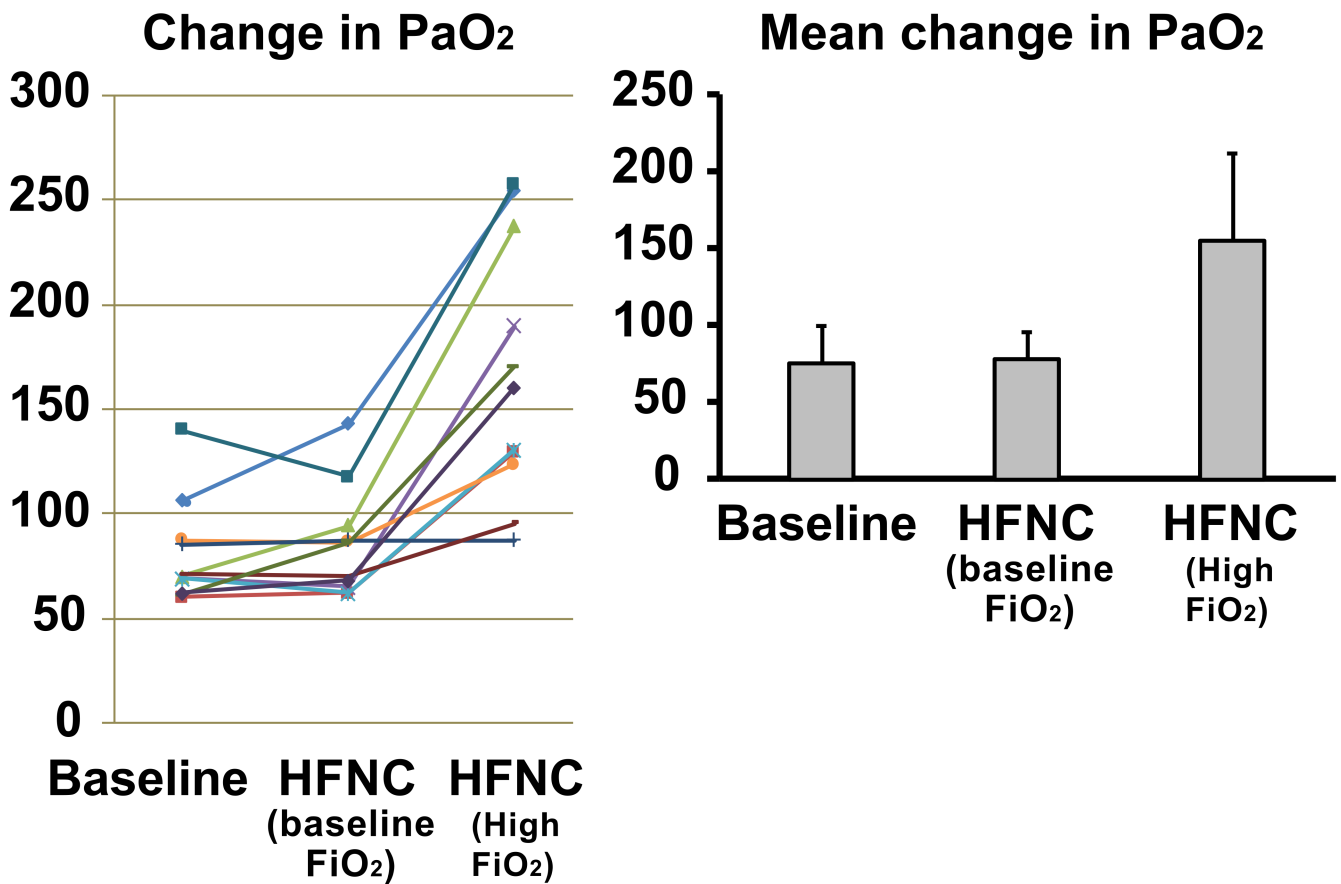 Change in PaO2
300
250
200
150
100
50
0
Baseline HFNC HFNC
(baseline (High
FiO2) FiO2)
Mean change in PaO2
250
200
150
100
50
0
Baseline HFNC HFNC
(baseline (High
FiO2) FiO2)